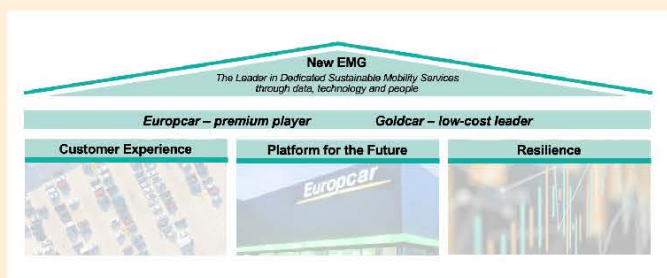 New EMG
The Leader in Dedicated Sustainable Mobility Services
through data, technology and people
Europcar – premium player Goldcar – low-cost leader
Customer Experience Platform for the Future Resilience
Europcar